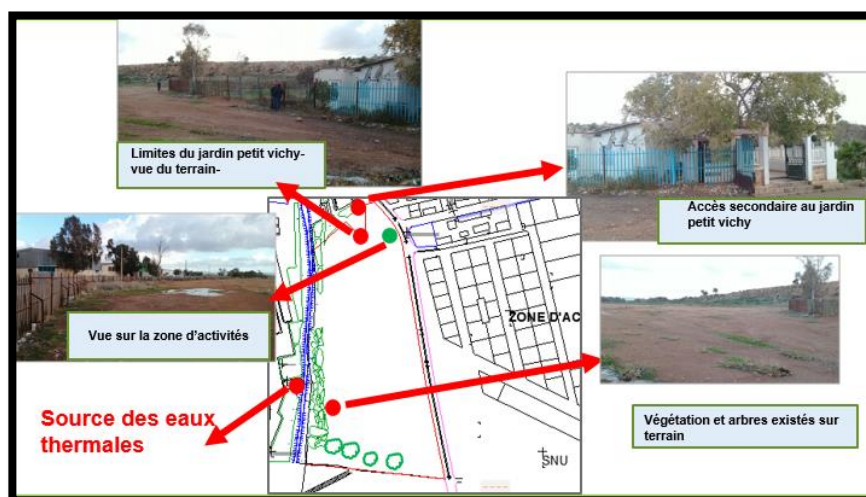 Limites du jardin petit vichy-
vue du terrain-
Accès secondaire au jardin
petit vichy
Vue sur la zone d'activités
ZONE D'AC
Source des eaux
thermales
Végétation et arbres existés sur
terrain
SNU